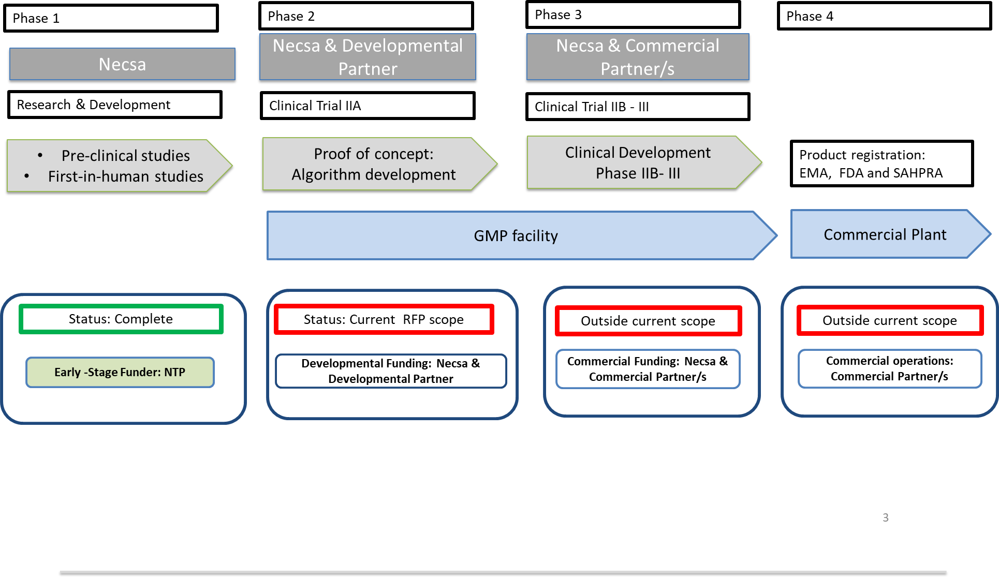 Phase 1
Phase 2
Phase 3
Phase 4
Necsa
Necsa & Developmental
Partner
Necsa & Commercial
Partner/s
Research & Development
Clinical Trial IIA
Clinical Trial IIB - III
• Pre-clinical studies
• First-in-human studies
Proof of concept:
Algorithm development
Clinical Development
Phase IIB- III
Product registration:
EMA, FDA and SAHPRA
GMP facility
Commercial Plant
Status: Complete
Early -Stage Funder: NTP
Status: Current RFP scope
Developmental Funding: Necsa &
Developmental Partner
Outside current scope
Commercial Funding: Necsa &
Commercial Partner/s
Outside current scope
Commercial operations:
Commercial Partner/s
3